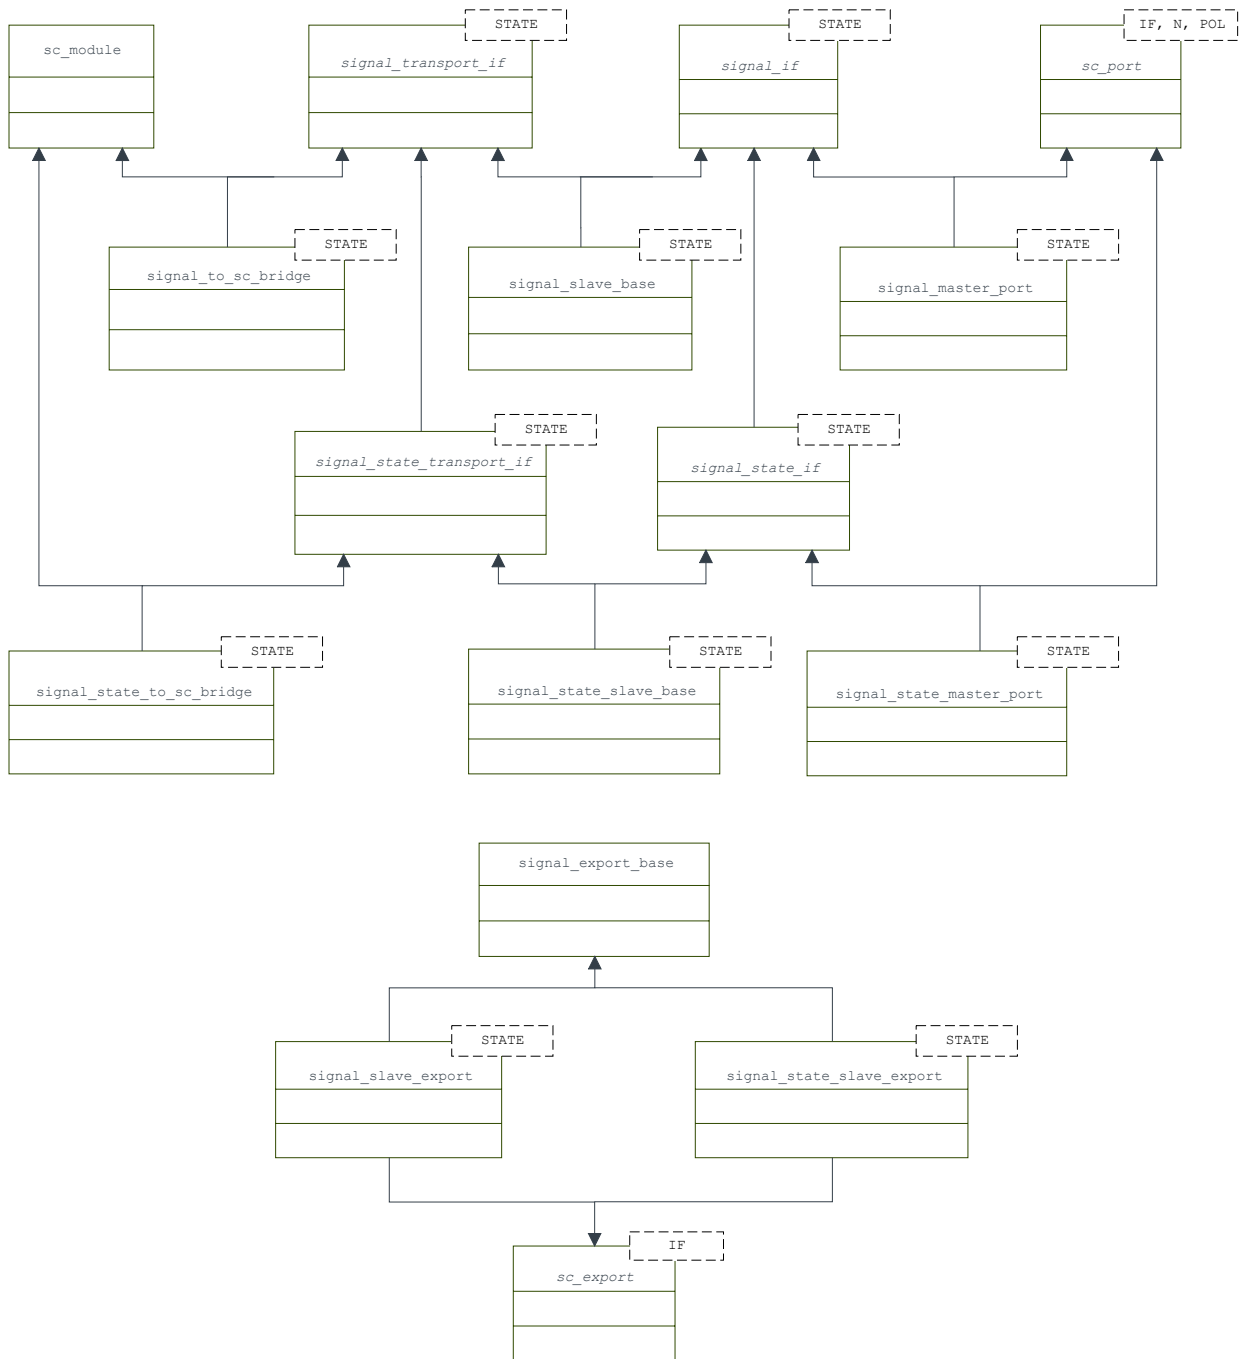 STATE
STATE
IF, N, POL
sc_module
signal_transport_if
signal_if
sc_port
STATE
STATE
STATE
signal_to_sc_bridge
signal_slave_base
signal_master_port
STATE
STATE
signal_state_transport_if
signal_state_if
STATE
STATE
STATE
signal_state_to_sc_bridge
signal_state_slave_base
signal_state_master_port
signal_export_base
STATE
STATE
signal_slave_export
signal_state_slave_export
IF
sc_export